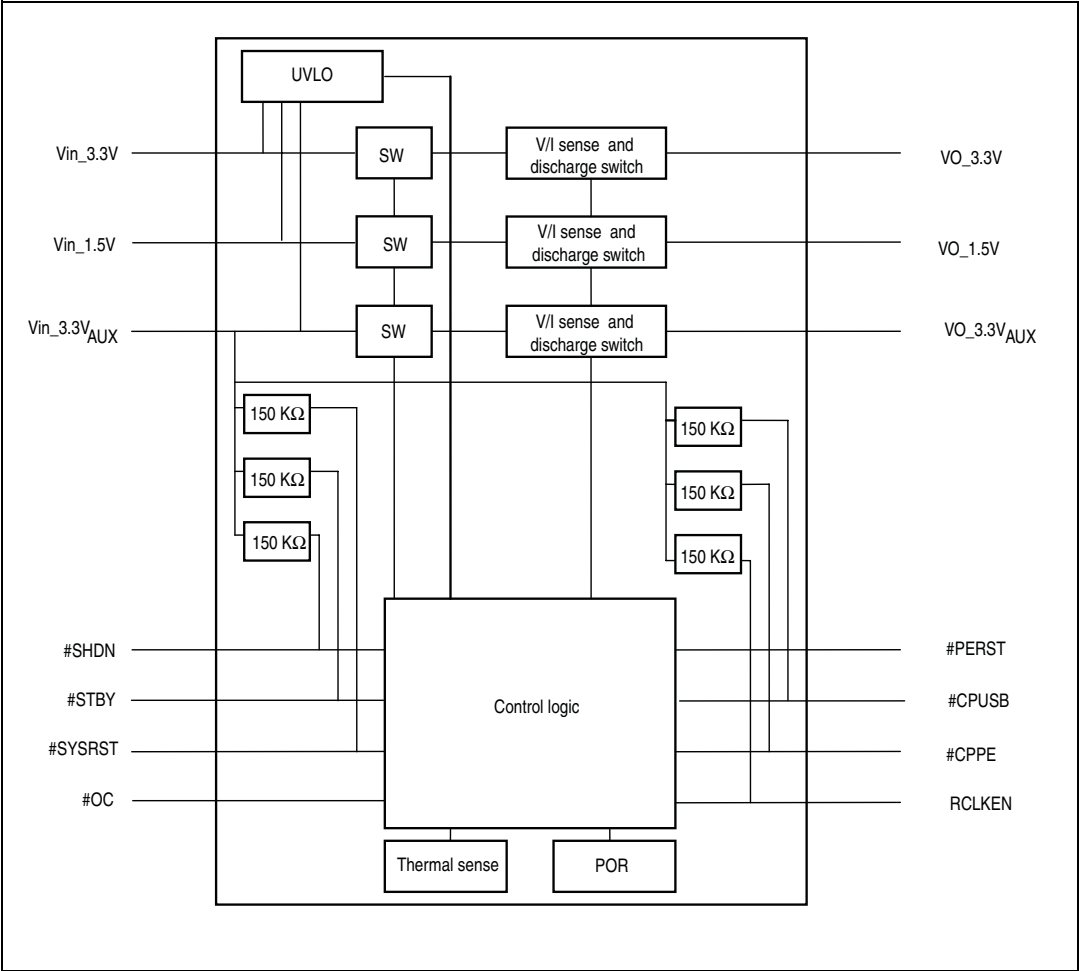 UVLO
Vin_3.3V
SW
V/I sense and
discharge switch
VO_3.3V
Vin_1.5V
SW
V/I sense and
discharge switch
VO_1.5V
Vin_3.3VAUX
SW
V/I sense and
discharge switch
VO_3.3VAUX
150 KΩ
150 KΩ
150 KΩ
150 KΩ
150 KΩ
150 KΩ
#SHDN
#PERST
#STBY
Control logic
#CPUSB
#SYSRST
#CPPE
#OC
RCLKEN
Thermal sense
POR